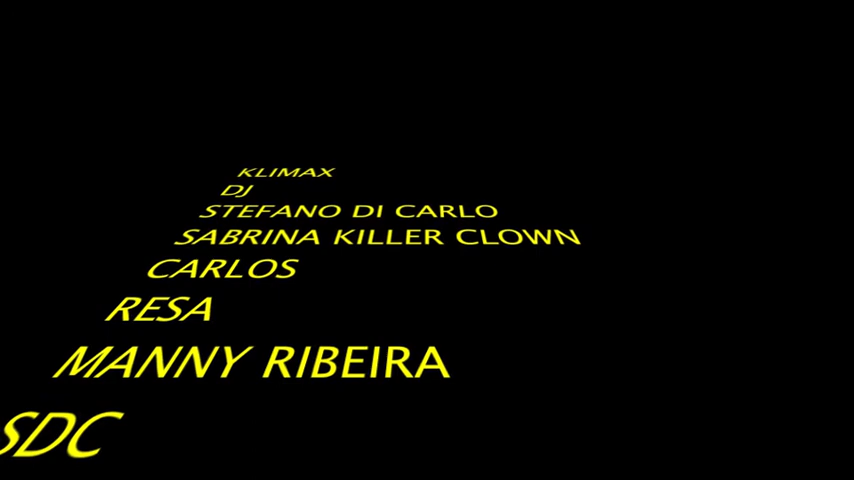 KLIMAX
DJ
STEFANO DI CARLO
SABRINA KILLER CLOWN
CARLOS
RESA
MANNY RIBEIRA
SDC